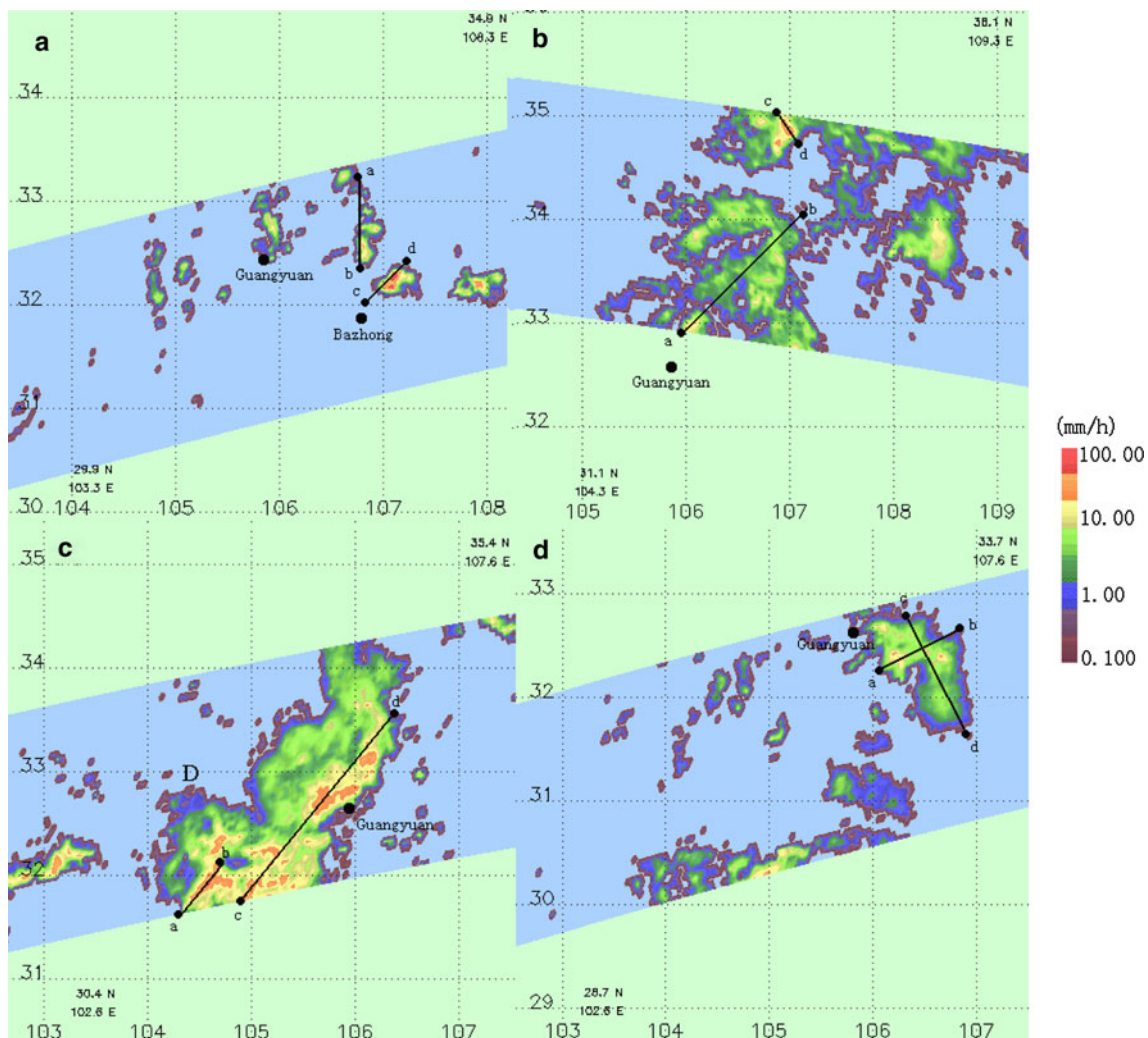 a
34.9 N
108.3 E
34
33
a
b
d
c
Guangyuan
32
Bazhong
31
29.9 N
103.3 E
30
104 105 106 107 108
b
38.1 N
109.3 E
35
c
d
34
b
33
a
Guangyuan
32
31.1 N
104.3 E
105 106 107 108 109
(mm/h)
100.00
10.00
1.00
0.100
c
35.4 N
107.6 E
35
34
d
33
D
Guangyuan
b
32
a
c
31
30.4 N
102.6 E
103 104 105 106 107
d
33.7 N
107.6 E
33
c
b
Guangyuan
a
32
d
31
30
28.7 N
102.6 E
29
103 104 105 106 107